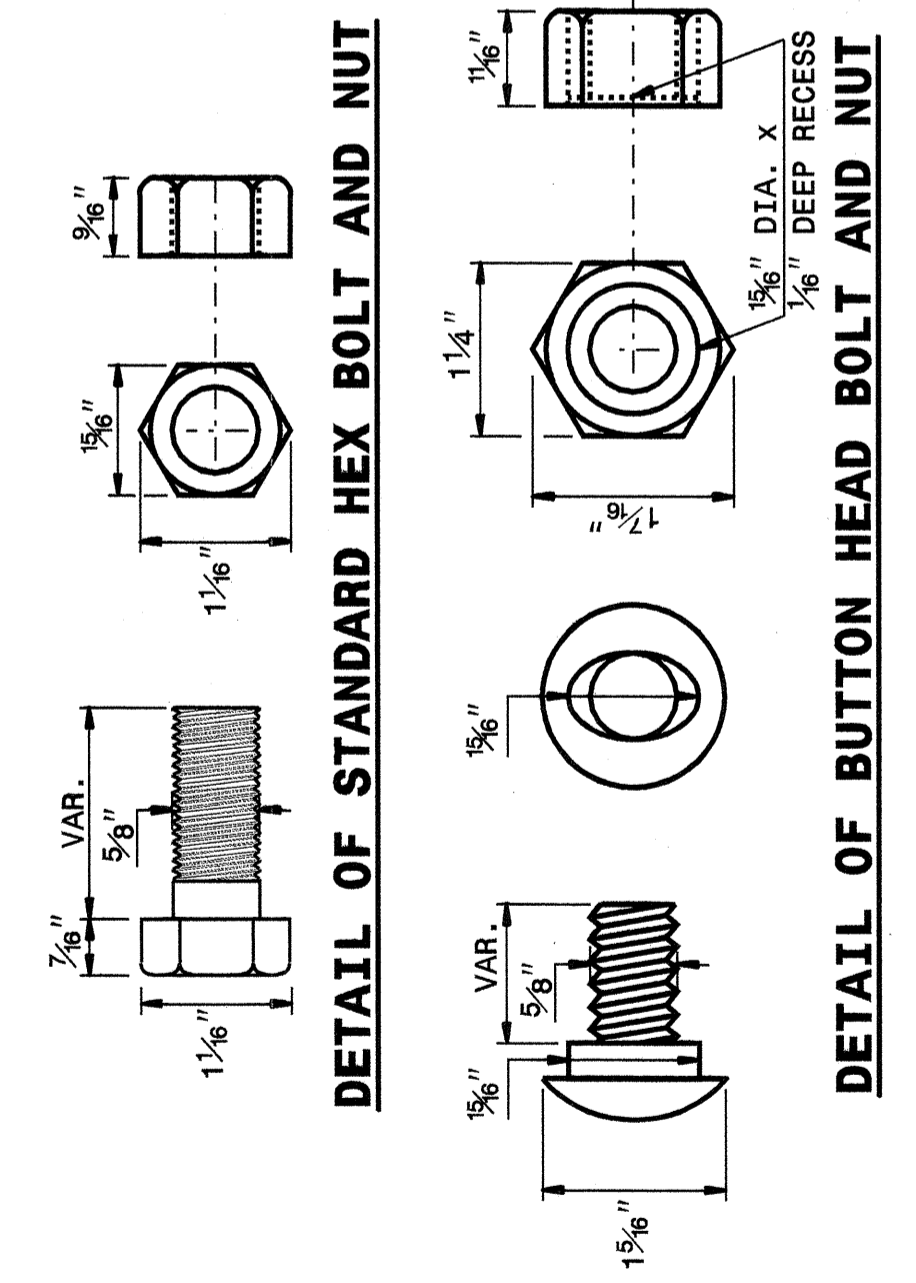 7/16"
VAR.
5/8"
1 1/16"
15/16"
1 1/16"
9/16"
DETAIL OF STANDARD HEX BOLT AND NUT
15/16"
VAR.
5/8"
1 5/16"
15/16"
1 1/4"
1 7/16"
11/16"
15/16" DIA. X
1/16" DEEP RECESS
DETAIL OF BUTTON HEAD BOLT AND NUT